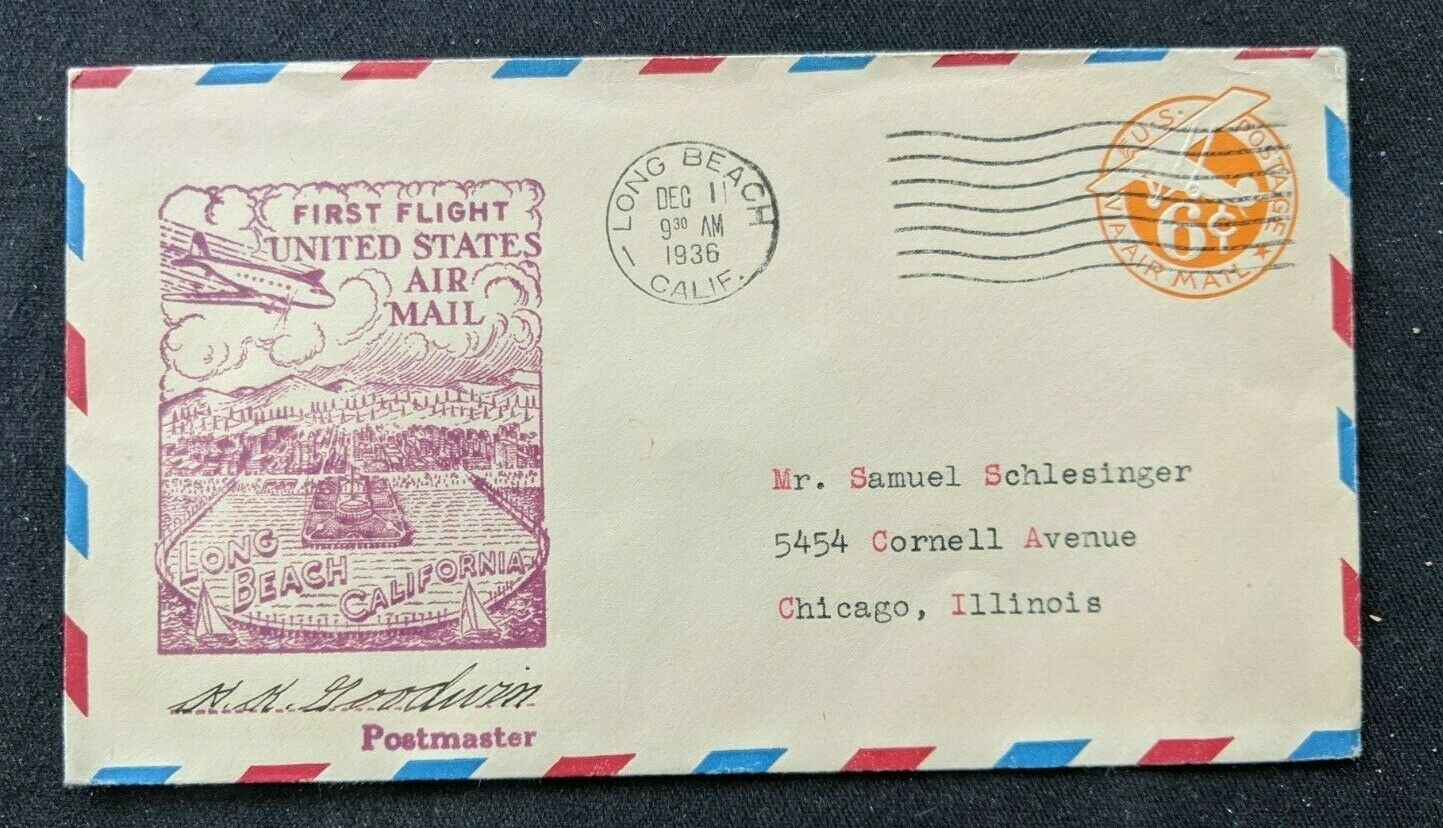 FIRST FLIGHT
UNITED STATES
AIR
MAIL
LONG
BEACH
CALIFORNIA
H. H. Goodwin
Postmaster
LONG BEACH
DEC 11
9 30 AM
1936
CALIF.
U.S. POSTAGE
6¢
VIA AIR MAIL
Mr. Samuel Schlesinger
5454 Cornell Avenue
Chicago, Illinois